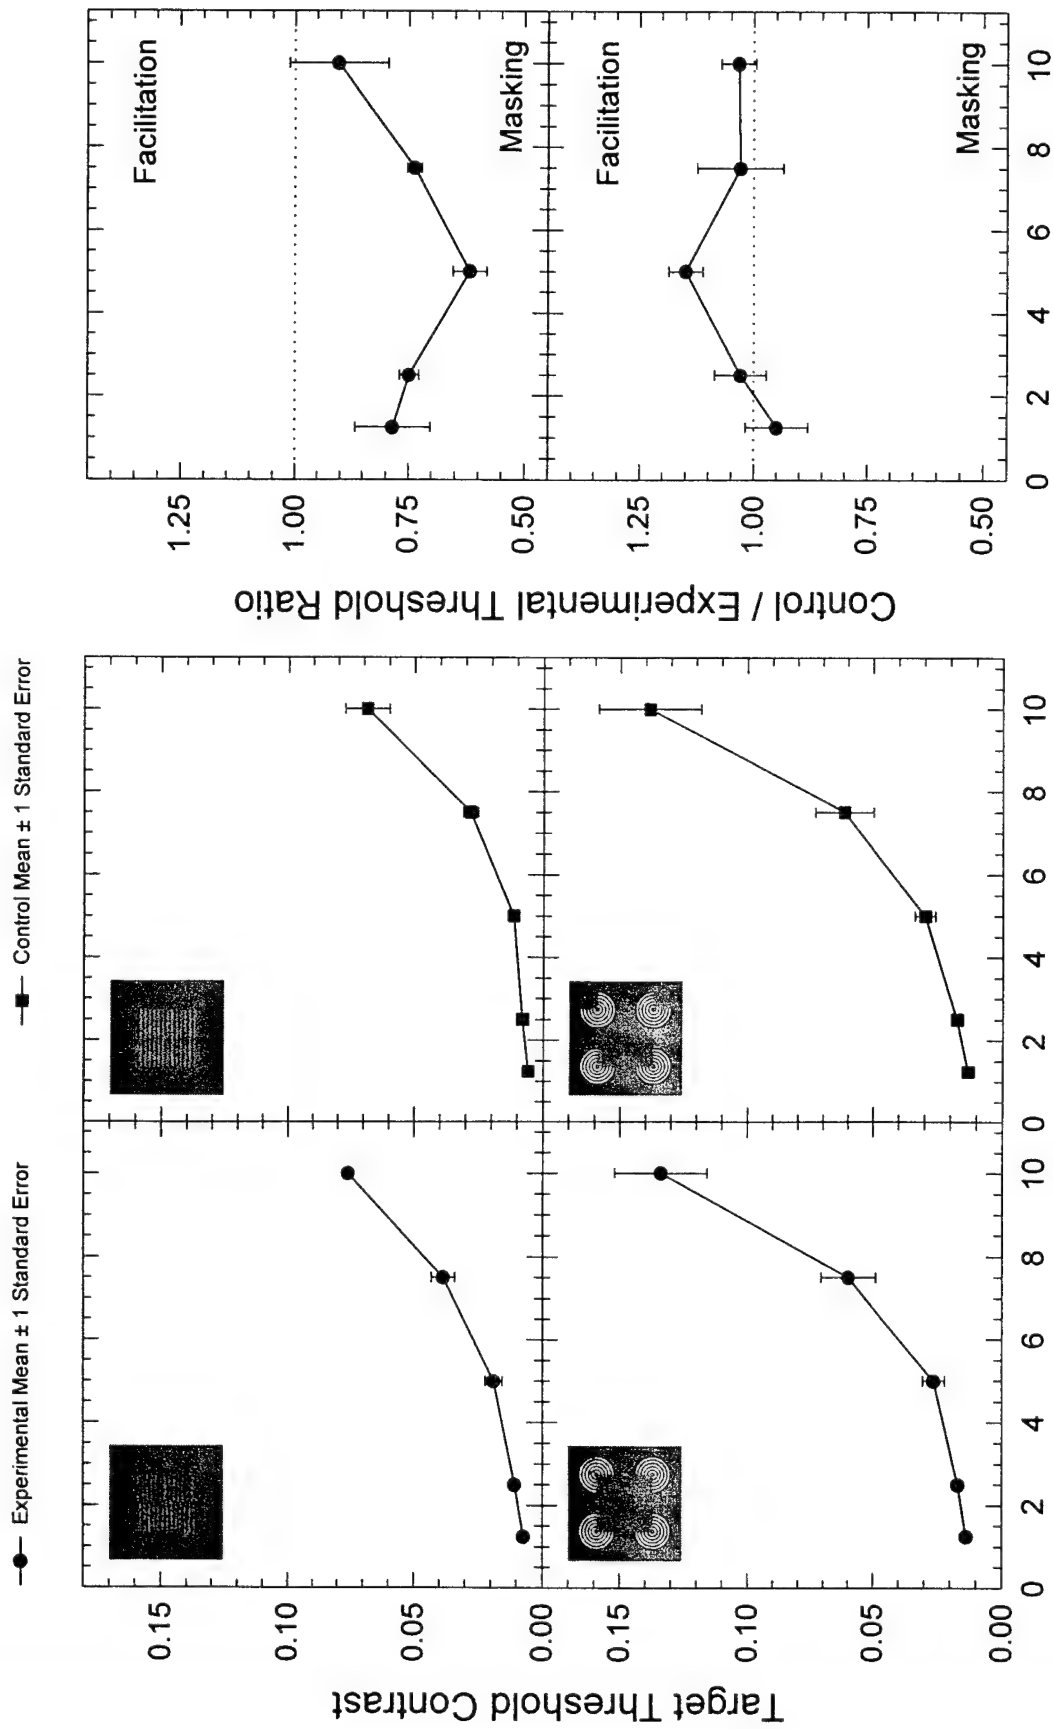 Experimental Mean ± 1 Standard Error
Control Mean ± 1 Standard Error
Target Threshold Contrast
0.15
0.10
0.05
0.00
0.15
0.10
0.05
0.00
0 2 4 6 8 10
0 2 4 6 8 10
Control / Experimental Threshold Ratio
1.25
1.00
0.75
0.50
1.25
1.00
0.75
0.50
Facilitation
Masking
Facilitation
Masking
0 2 4 6 8 10